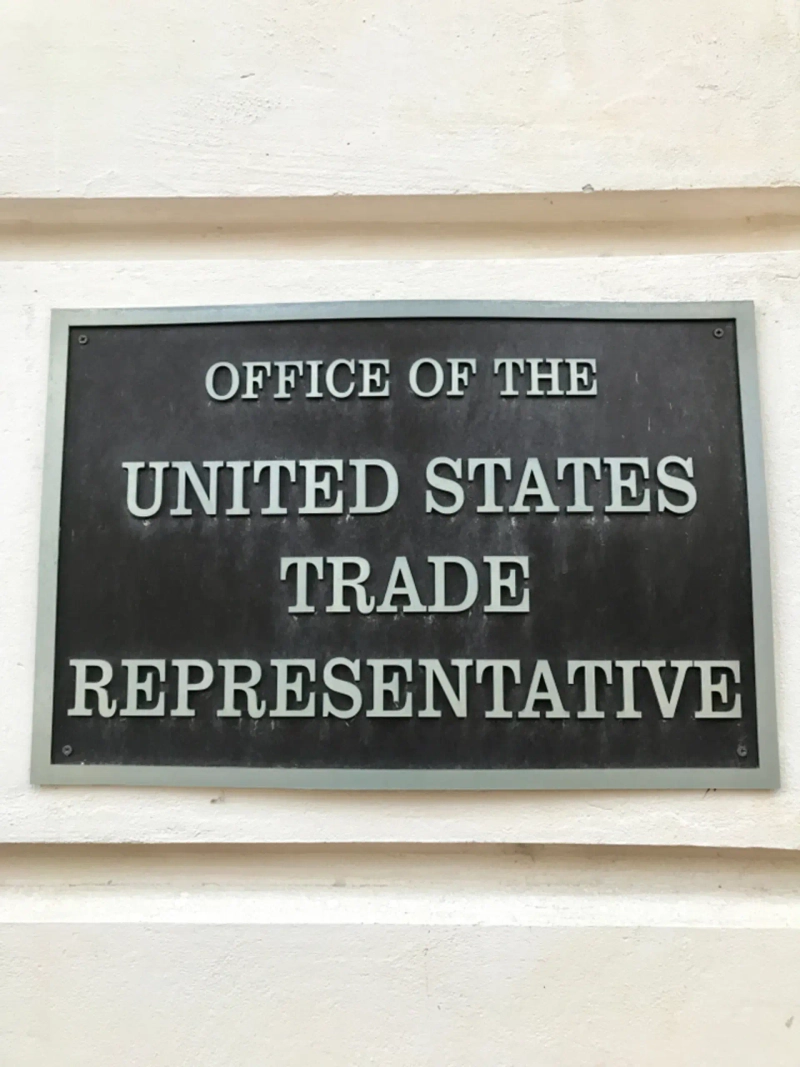 OFFICE OF THE
UNITED STATES
TRADE
REPRESENTATIVE